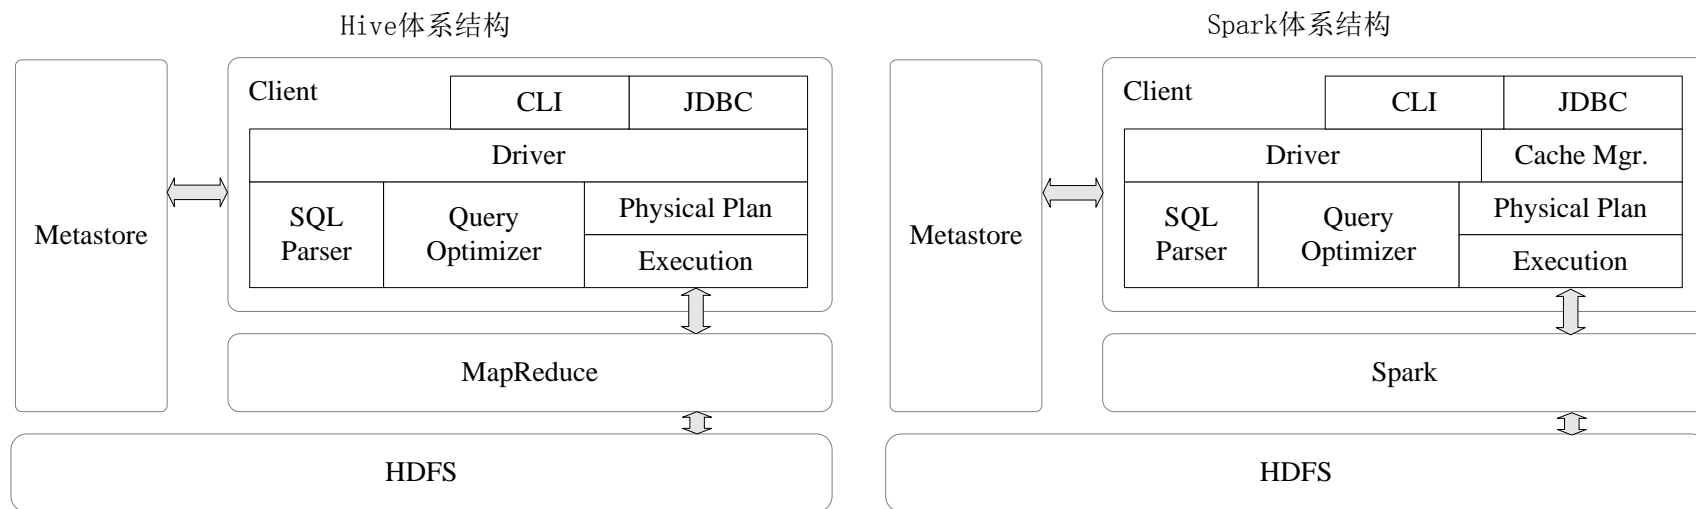 Hive体系结构
Client
CLI
JDBC
Driver
Metastore
SQL
Parser
Query
Optimizer
Physical Plan
Execution
MapReduce
HDFS
Spark体系结构
Client
CLI
JDBC
Driver
Cache Mgr.
Metastore
SQL
Parser
Query
Optimizer
Physical Plan
Execution
Spark
HDFS